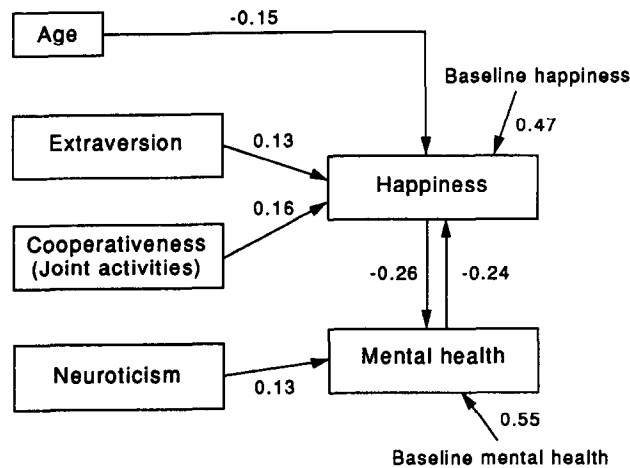 -0.15
Age
Baseline happiness
0.47
Extraversion
0.13
Happiness
0.16
Cooperativeness
(Joint activities)
-0.26
-0.24
Mental health
Neuroticism
0.13
0.55
Baseline mental health